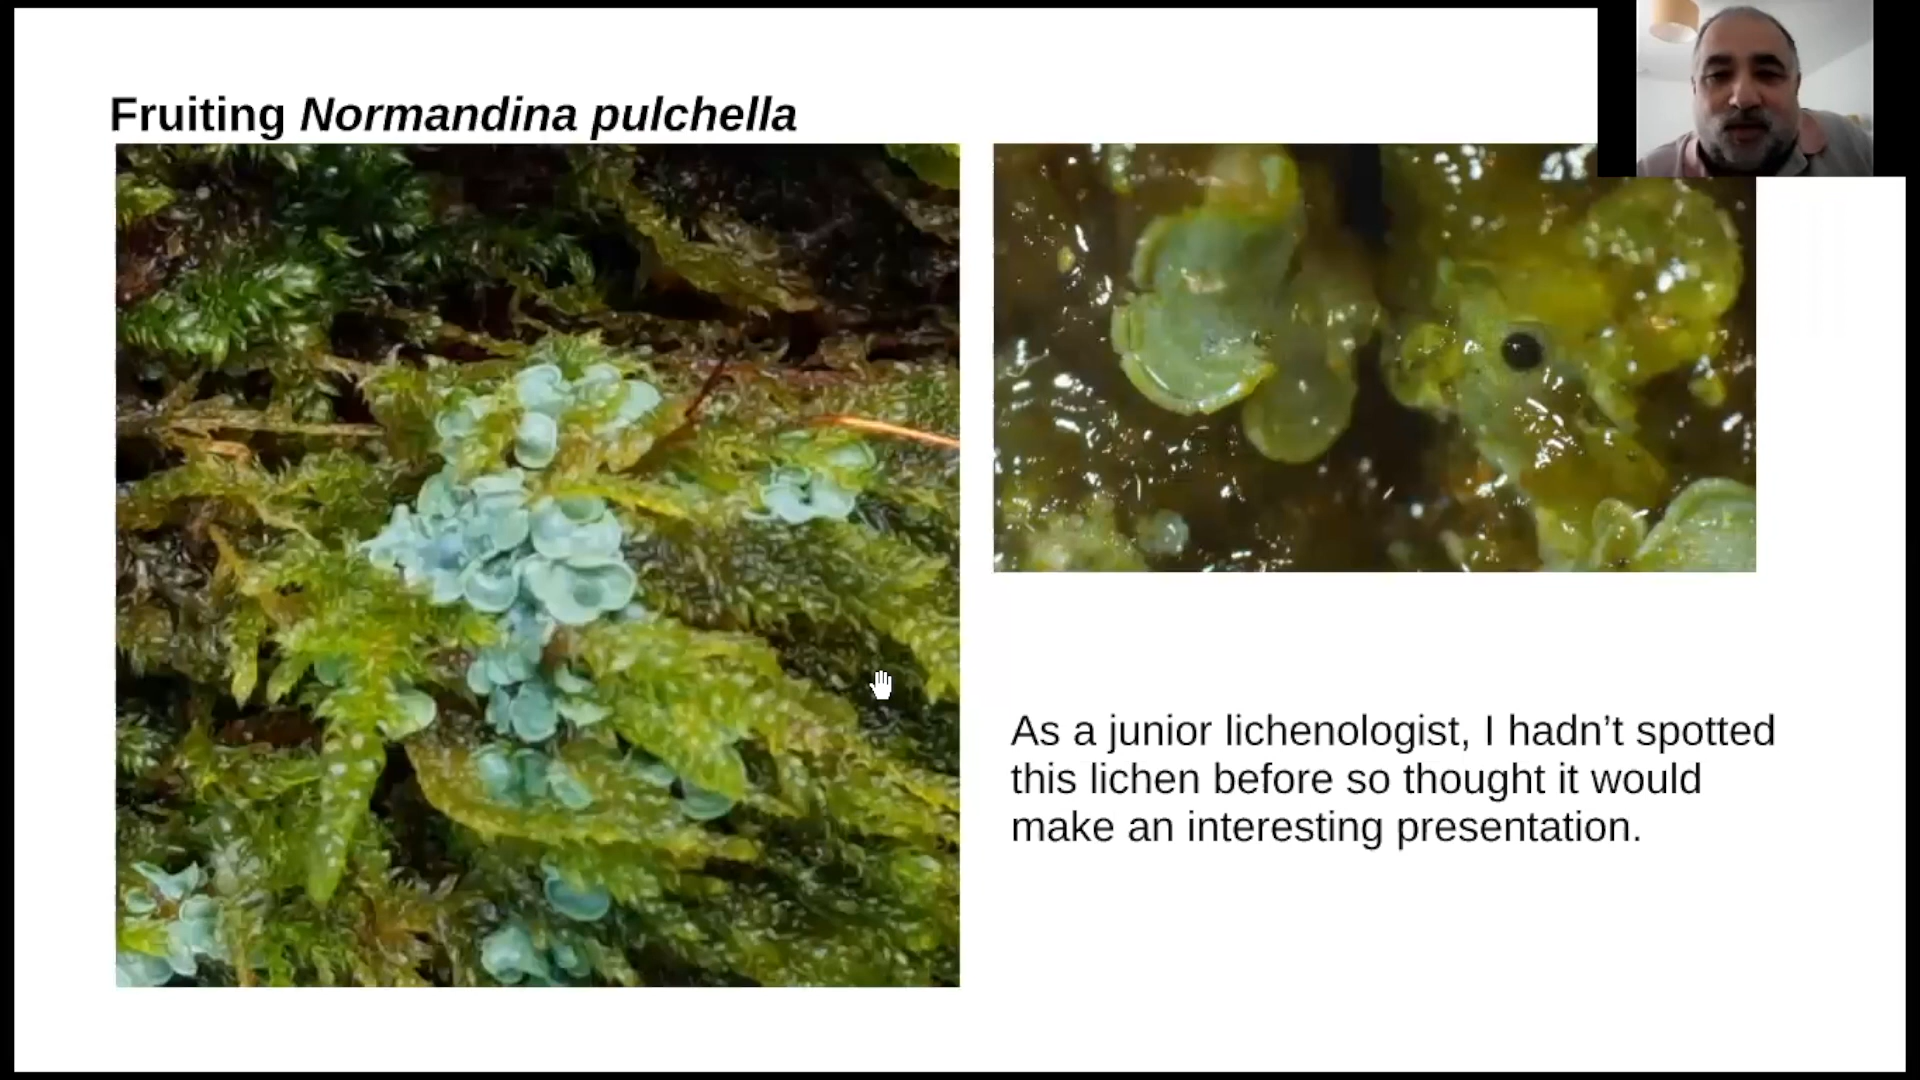 Fruiting Normandina pulchella
As a junior lichenologist, I hadn’t spotted
this lichen before so thought it would
make an interesting presentation.